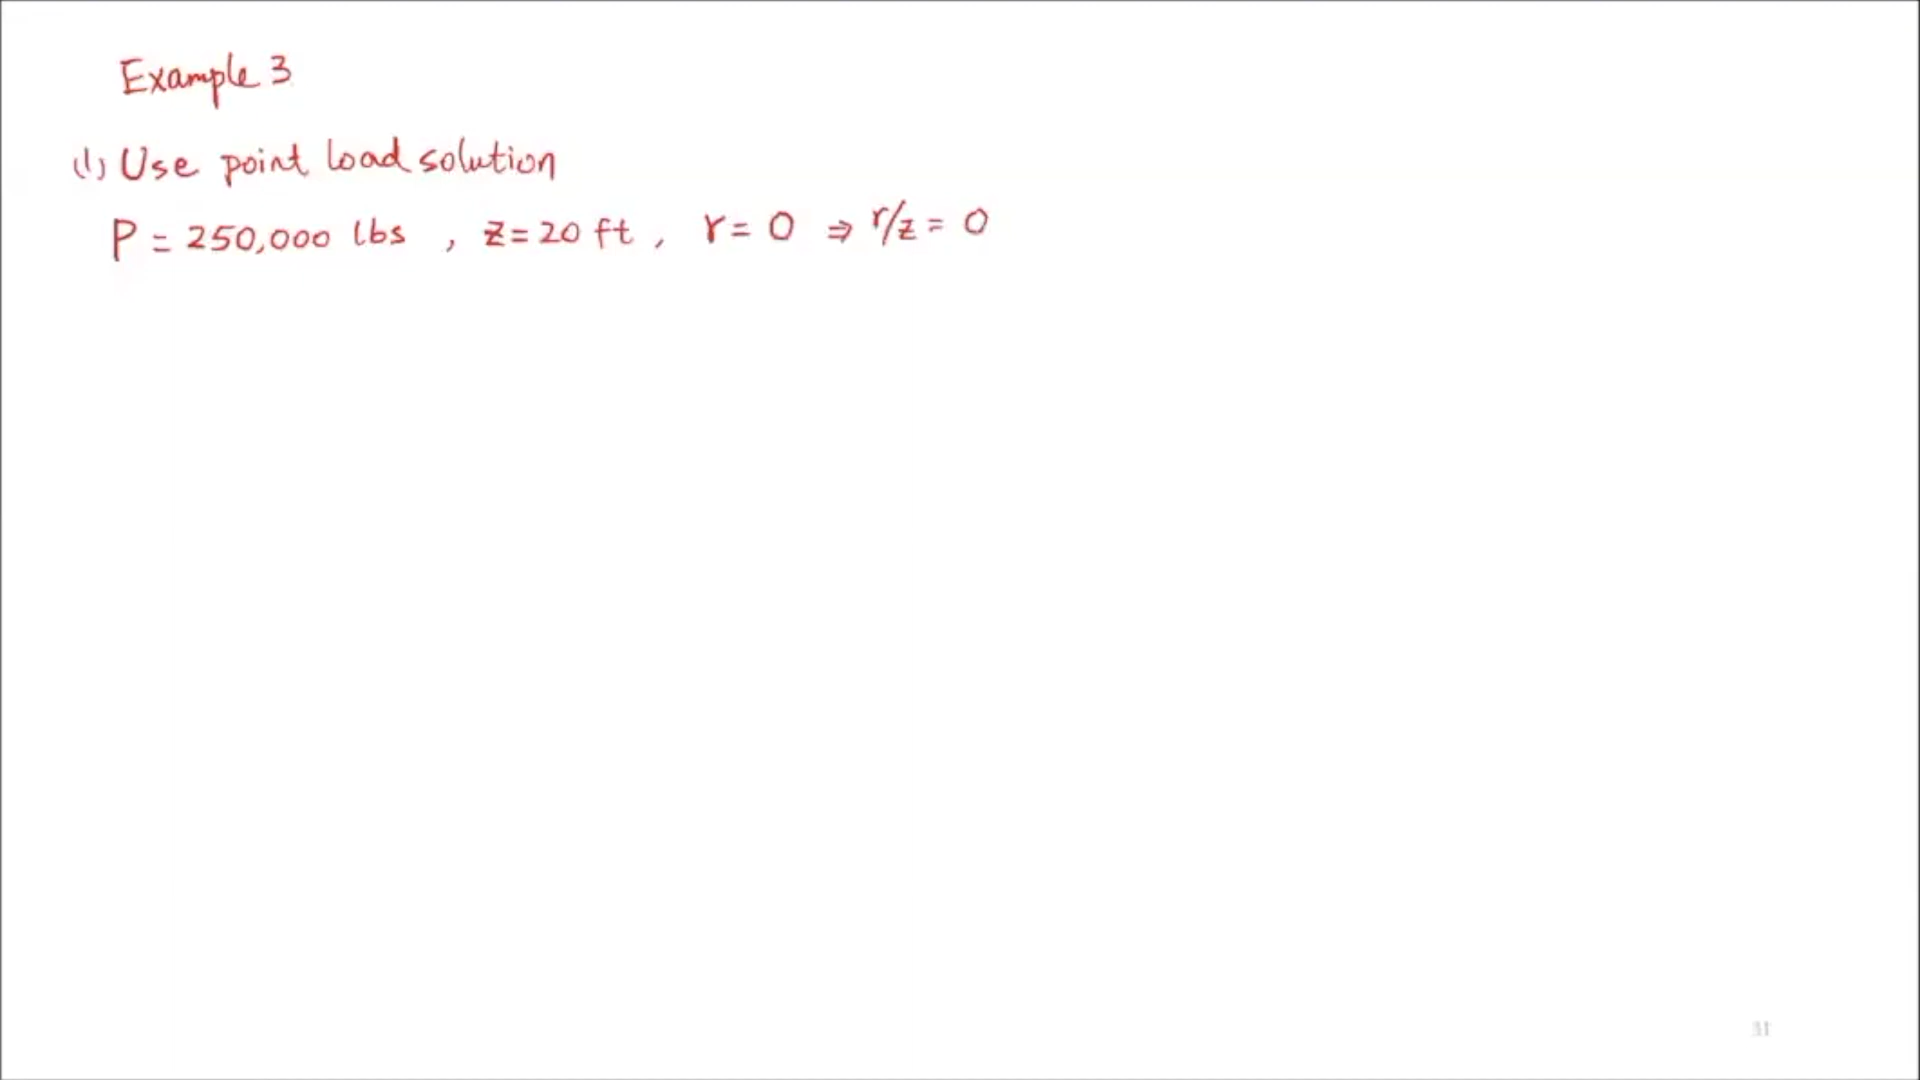 Example 3
(1) Use point load solution
P = 250,000 lbs , z = 20 ft , r = 0 ⇒ r/z = 0